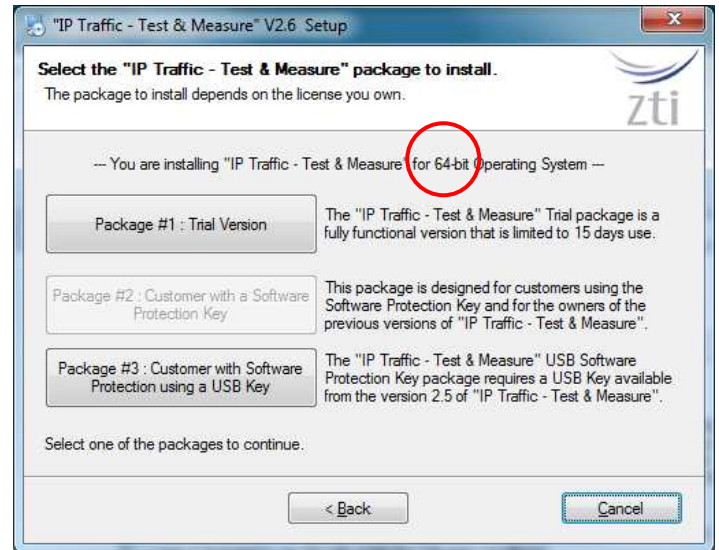 "IP Traffic - Test & Measure" V2.6 Setup
Select the "IP Traffic - Test & Measure" package to install.
The package to install depends on the license you own.
zti
--- You are installing "IP Traffic - Test & Measure" for 64-bit Operating System ---
Package #1 : Trial Version
The "IP Traffic - Test & Measure" Trial package is a
fully functional version that is limited to 15 days use.
Package #2 : Customer with a Software
Protection Key
This package is designed for customers using the
Software Protection Key and for the owners of the
previous versions of "IP Traffic - Test & Measure".
Package #3 : Customer with Software
Protection using a USB Key
The "IP Traffic - Test & Measure" USB Software
Protection Key package requires a USB Key available
from the version 2.5 of "IP Traffic - Test & Measure".
Select one of the packages to continue.
< Back
Cancel